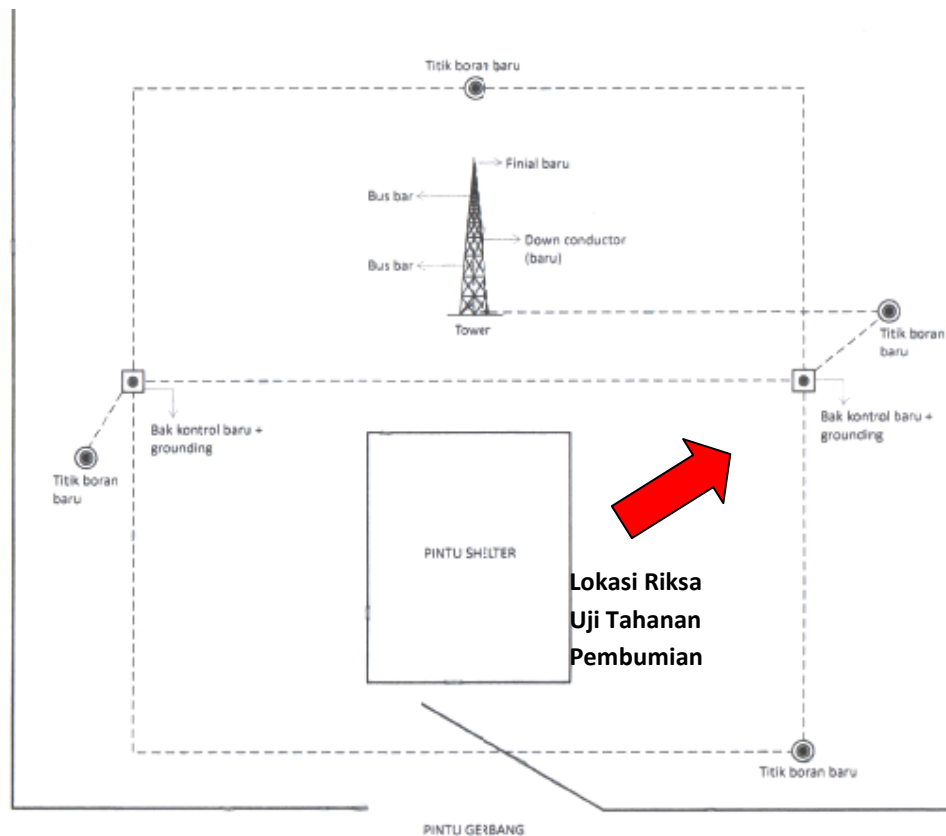 Titik boran baru
Finial baru
Bus bar
Down conductor
(baru)
Bus bar
Tower
Titik boran
baru
Bak kontrol baru +
grounding
Bak kontrol baru +
grounding
Titik boran
baru
PINTU SHELTER
Lokasi Riksa
Uji Tahanan
Pembumian
Titik boran baru
PINTU GERBANG